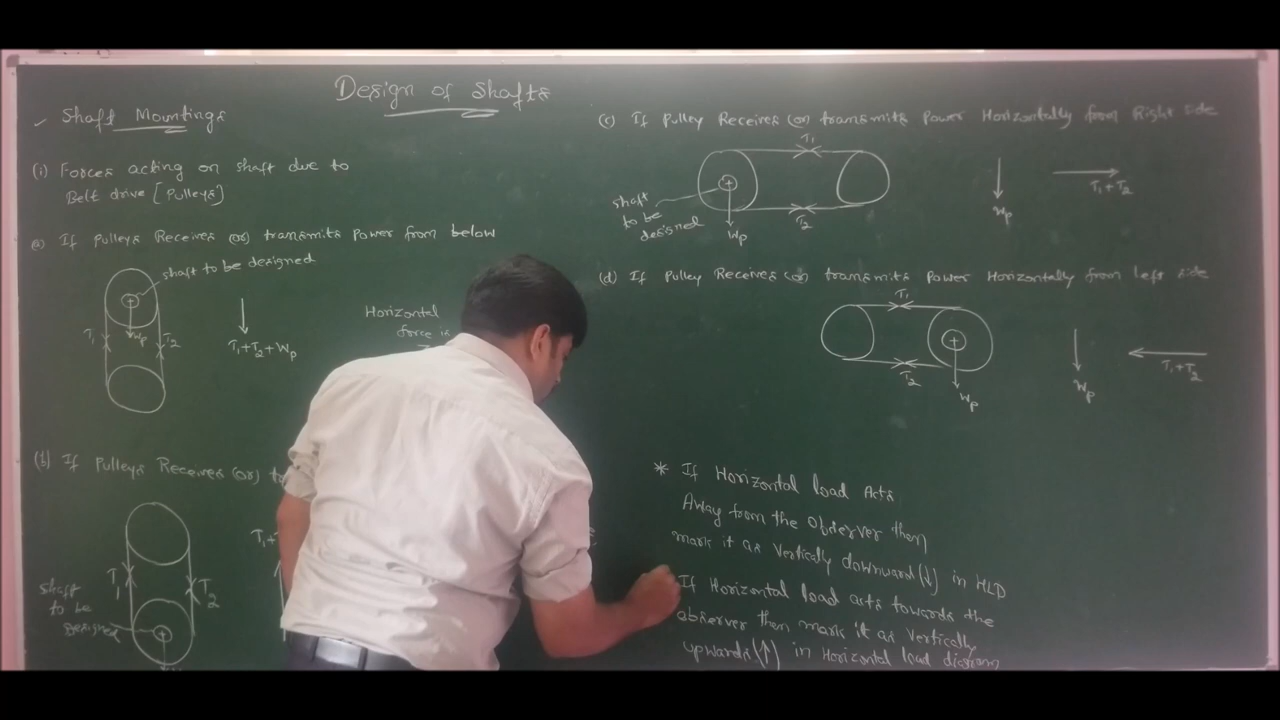 Design of Shafts
Shaft Mountings
(i) Forces acting on shaft due to
Belt drive [Pulleys]
(a) If Pulleys Receives (or) transmits Power from below
shaft to be designed
T₁
T₂
Wp
T₁+T₂+Wp
Horizontal
force is
(b) If Pulleys Receives (or)
T₁
T₂
shaft
to be
Designed
(c) If Pulley Receives (or) transmits Power Horizontally from Right side
T₁
shaft
to be
designed
Wp
T₂
Wp
T₁+T₂
(d) If Pulley Receives (or) transmits Power Horizontally from left side
T₁
T₂
Wp
Wp
T₁+T₂
* If Horizontal load Acts
Away from the Observer then
mark it as vertically downward (↓) in HLD
If Horizontal load acts towards the
observer then mark it as vertically
upwards (↑) in Horizontal load diagram